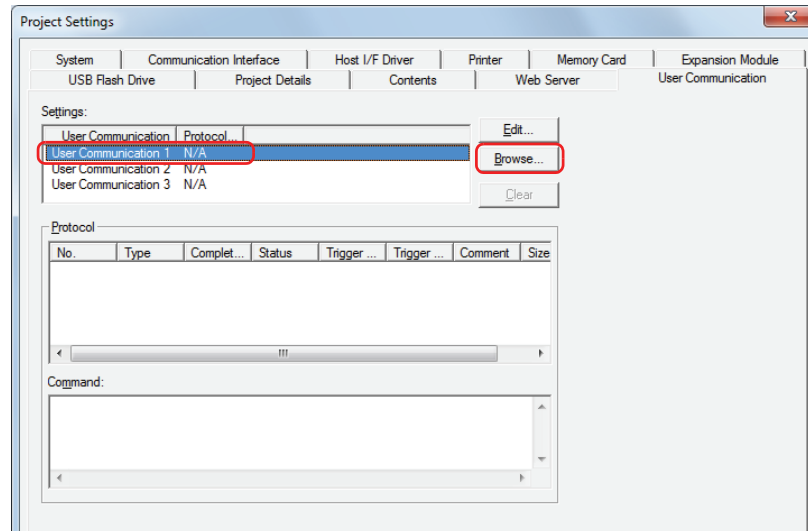 Project Settings
System Communication Interface Host I/F Driver Printer Memory Card Expansion Module
USB Flash Drive Project Details Contents Web Server User Communication
Settings:
User Communication Protocol...
User Communication 1 N/A
User Communication 2 N/A
User Communication 3 N/A
Edit...
Browse...
Clear
Protocol
No. Type Complet... Status Trigger ... Trigger ... Comment Size
Command: